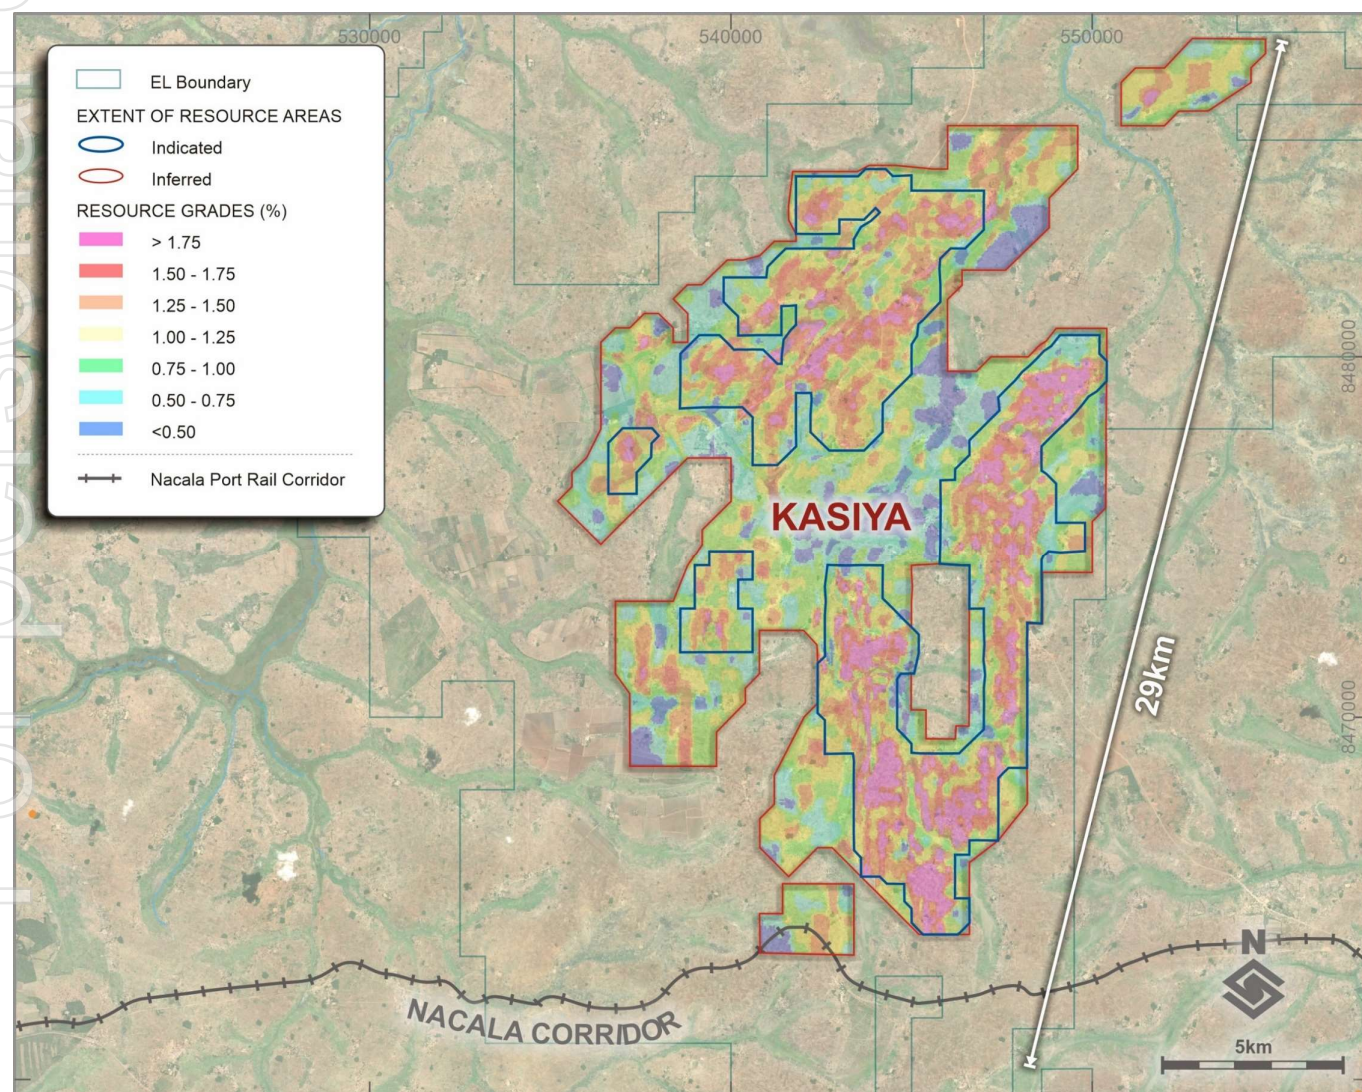 530000
540000
550000
EL Boundary
EXTENT OF RESOURCE AREAS
Indicated
Inferred
RESOURCE GRADES (%)
> 1.75
1.50 - 1.75
1.25 - 1.50
1.00 - 1.25
0.75 - 1.00
0.50 - 0.75
<0.50
Nacala Port Rail Corridor
8480000
KASIYA
29km
8470000
N
NACALA CORRIDOR
5km